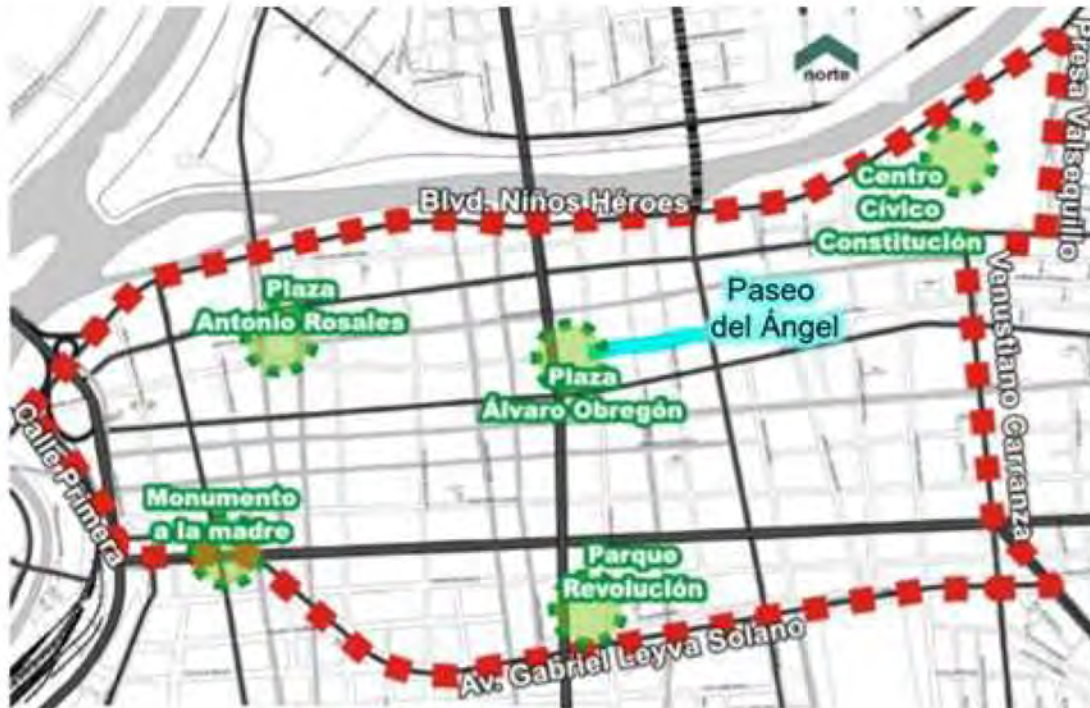 norte
Presa Valsequillo
Blvd. Niños Héroes
Centro
Cívico
Constitución
Plaza
Antonio Rosales
Paseo
del Ángel
Plaza
Álvaro Obregón
Venustiano Carranza
Calle Primera
Monumento
a la madre
Parque
Revolución
Av. Gabriel Leyva Solano